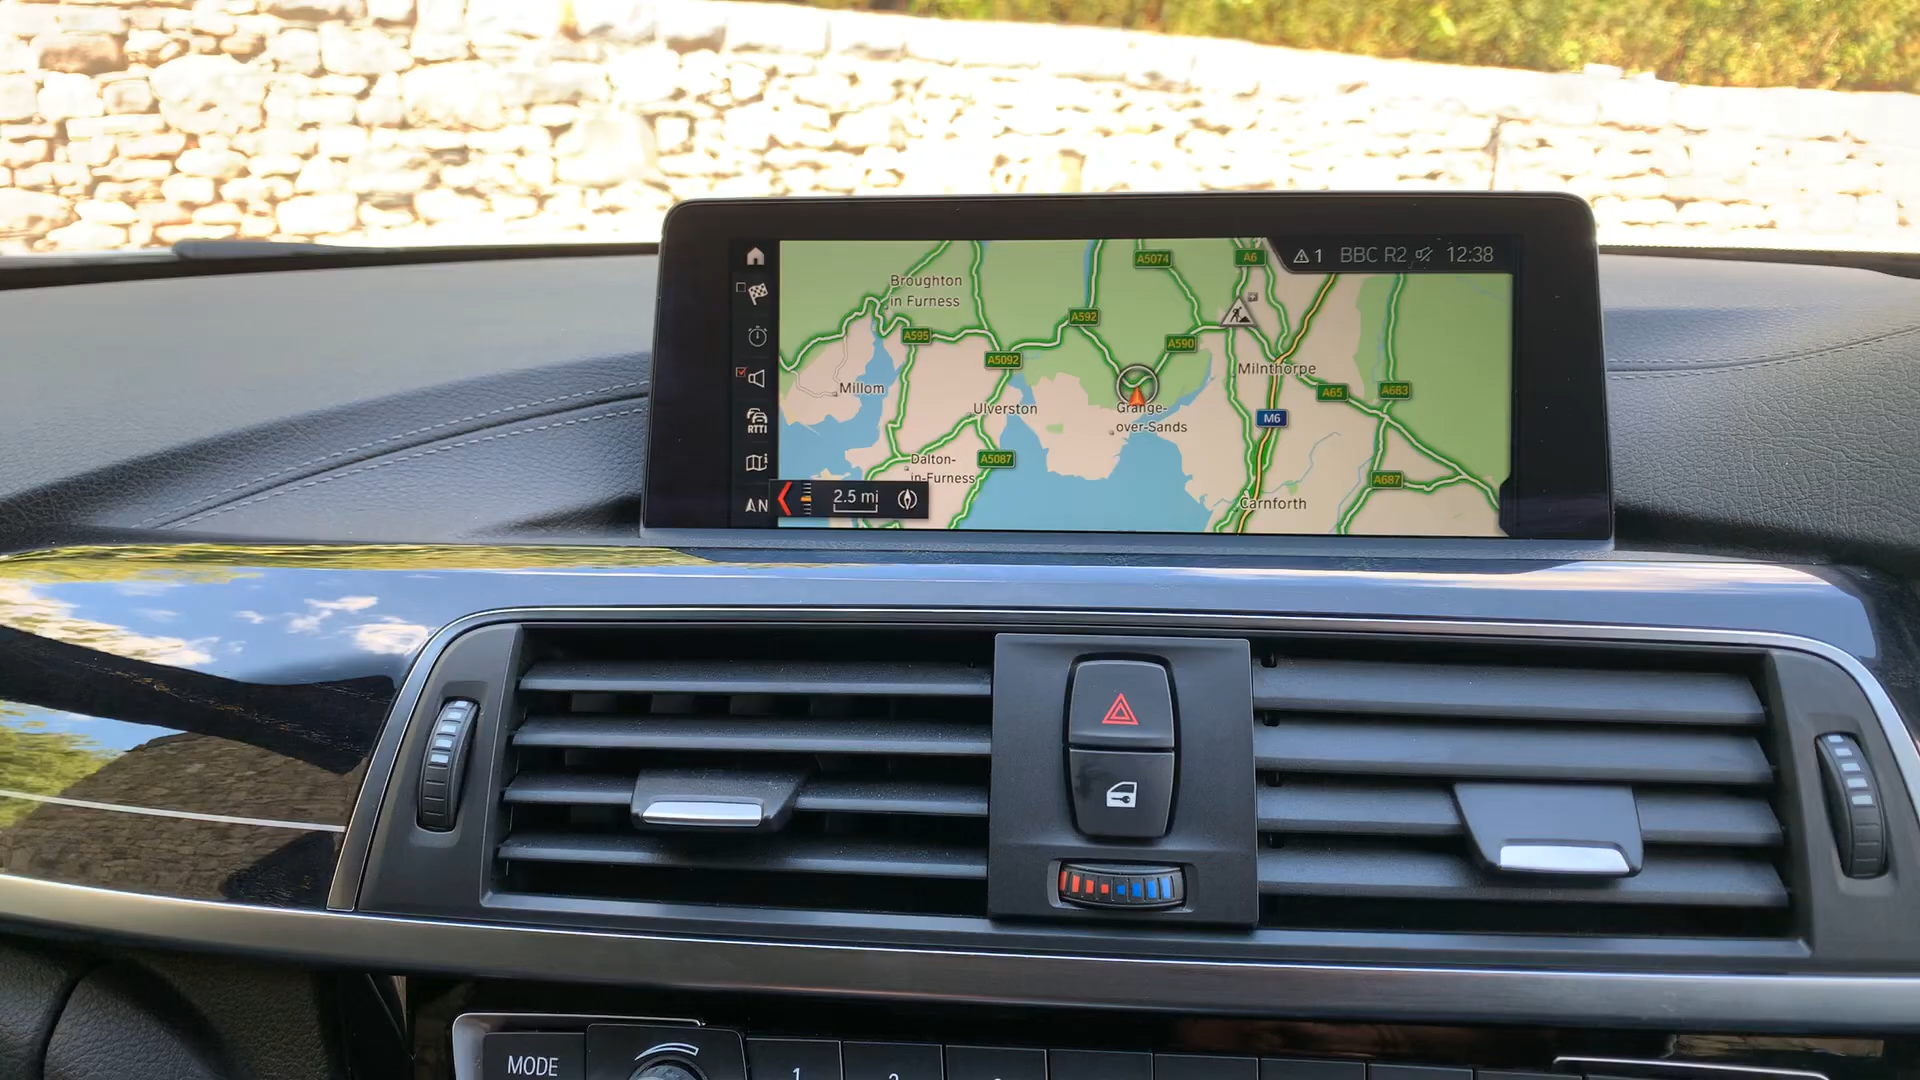 1 BBC R2 12:38
A5074
A6
Broughton
in Furness
A592
A595
A590
A5092
Milnthorpe
Millom
A65
A683
Ulverston
Grange-
over-Sands
M6
Dalton-
in-Furness
A5087
A687
RTTI
N
2.5 mi
Carnforth
MODE
1